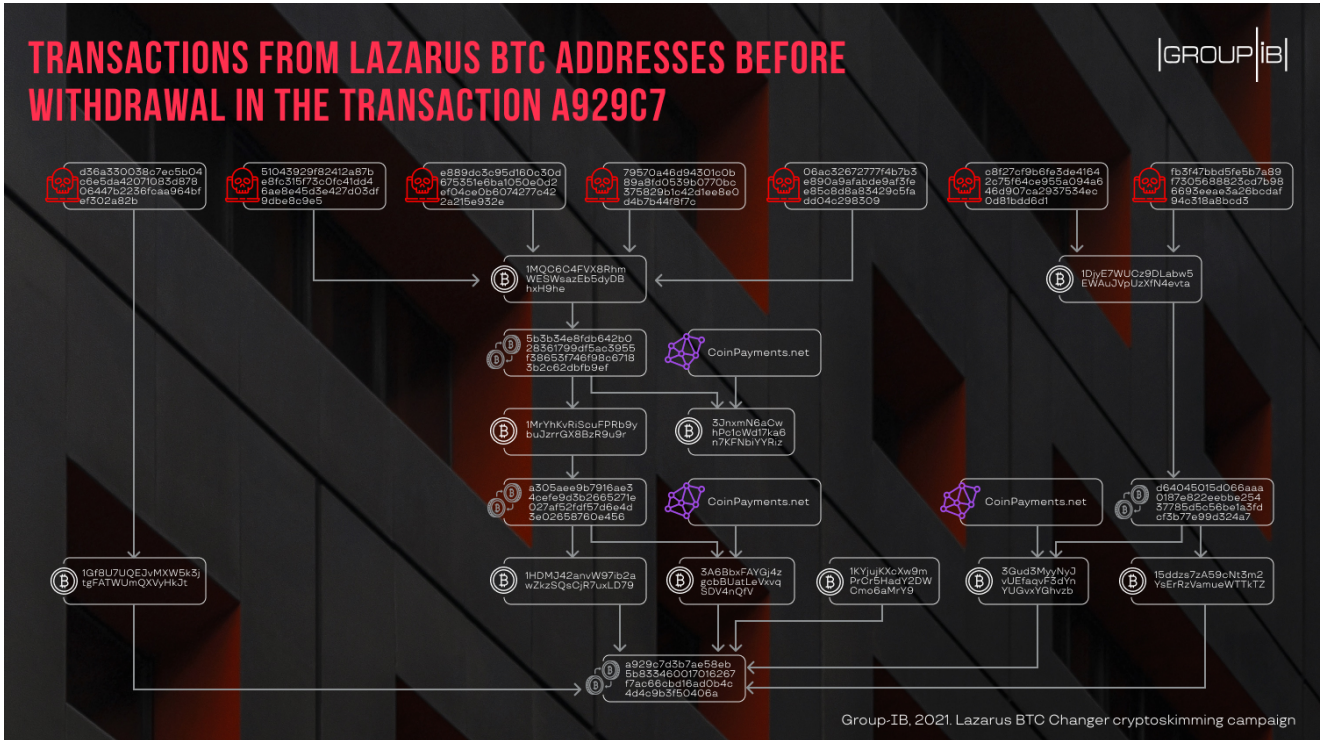 TRANSACTIONS FROM LAZARUS BTC ADDRESSES BEFORE
WITHDRAWAL IN THE TRANSACTION A929C7
|GROUP|iB|
d36a330038c7ec5b04
c6e5da42071083d878
06447b2236fcaa964bf
ef302a82b
51043929f82412a87b
e8fc315f73c0fc41dd4
6ae8e45d3e427d03df
9dbe8c9e5
e889dc3c95d160c30d
675351e6ba1050e0d2
ef04ce0b6074277c42
2a215e932e
79570a46d94301c0b
89a8fd0539b0770bc
375829b1c42d1ee8e0
d4b7b44f8f7c
06ac32672777f4b7b3
e890a9afabde9af3fe
e85c8d8a83429c5fa
dd04c298309
c8f27cf9b6fe3de4164
2c75f64ce955a094a6
46d907ca2937534ec
0d81bdd6d1
fb3f47bbd5fe5b7a89
f7305688823cd7b98
6693eeae3a26bcdaf
94c318a8bcd3
1MQC6C4FVX8Rhm
WESWsazEb5dyDB
hxH9he
1DjyE7WUCz9DLabw5
EWAuJVpUzXfN4evta
5b3b34e8fdb642b0
28361799df5ac3955
f38653f746f98c6718
3b2c62dbfb9ef
CoinPayments.net
1MrYhKvRiScuFPRb9y
buJzrrGX8BzR9u9r
3JnxmN6aCw
hPc1cWd17ka6
n7KFNbiYYRiz
a305aee9b7916ae3
4cefe9d3b2665271e
027af52fdf57d6e4d
3e02658760e456
CoinPayments.net
CoinPayments.net
d64045015d066aaa
0187e822eebbe254
37785d5c56be1a3fd
cf3b77e99d324a7
1Gf8U7UQEJvMXW5k3j
tgFATWUmQXVyHkJt
1HDMJ42anvW97ib2a
wZkzSQsCjR7uxLD79
3A6BbxFAYGj4z
gcbBUatLeVxvq
SDV4nQfV
1KYjujKXcXw9m
PrCr5HadY2DW
Cmo6aMrY9
3Gud3MyyNyJ
vUEfaqvF3dYn
YUGvxYGhvzb
15ddzs7zA59cNt3m2
YsErRzVamueWTTkTZ
a929c7d3b7ae58eb
5b833460017016267
f7ac66cbd16ad0b4c
4d4c9b3f50406a
Group-IB, 2021. Lazarus BTC Changer cryptoskimming campaign